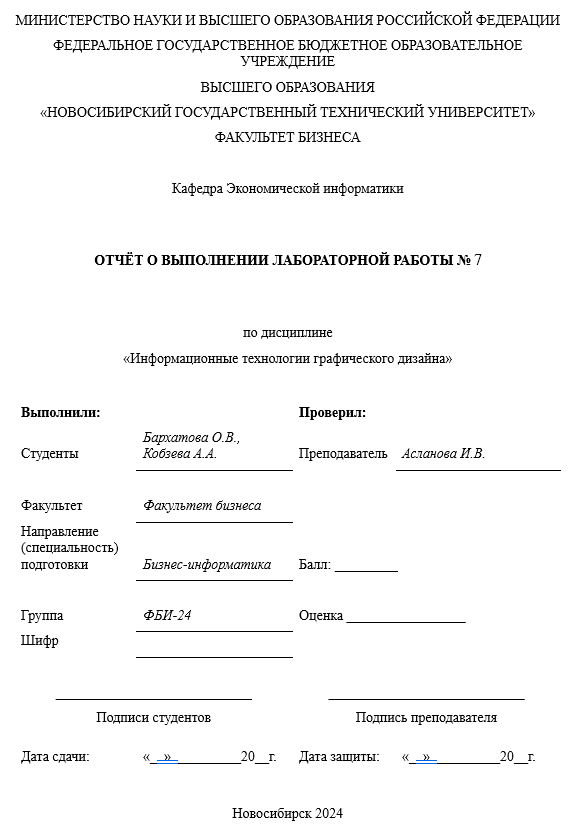 МИНИСТЕРСТВО НАУКИ И ВЫСШЕГО ОБРАЗОВАНИЯ РОССИЙСКОЙ ФЕДЕРАЦИИ
ФЕДЕРАЛЬНОЕ ГОСУДАРСТВЕННОЕ БЮДЖЕТНОЕ ОБРАЗОВАТЕЛЬНОЕ
УЧРЕЖДЕНИЕ
ВЫСШЕГО ОБРАЗОВАНИЯ
«НОВОСИБИРСКИЙ ГОСУДАРСТВЕННЫЙ ТЕХНИЧЕСКИЙ УНИВЕРСИТЕТ»
ФАКУЛЬТЕТ БИЗНЕСА
Кафедра Экономической информатики
ОТЧЁТ О ВЫПОЛНЕНИИ ЛАБОРАТОРНОЙ РАБОТЫ № 7
по дисциплине
«Информационные технологии графического дизайна»
Выполнили: Проверил:
Бархатова О.В.,
Студенты Кобзева А.А. Преподаватель Асланова И.В.
Факультет Факультет бизнеса
Направление
(специальность)
подготовки Бизнес-информатика Балл: _________
Группа ФБИ-24 Оценка _________________
Шифр
Подписи студентов Подпись преподавателя
Дата сдачи: «__»_________20__г. Дата защиты: «__»_________20__г.
Новосибирск 2024